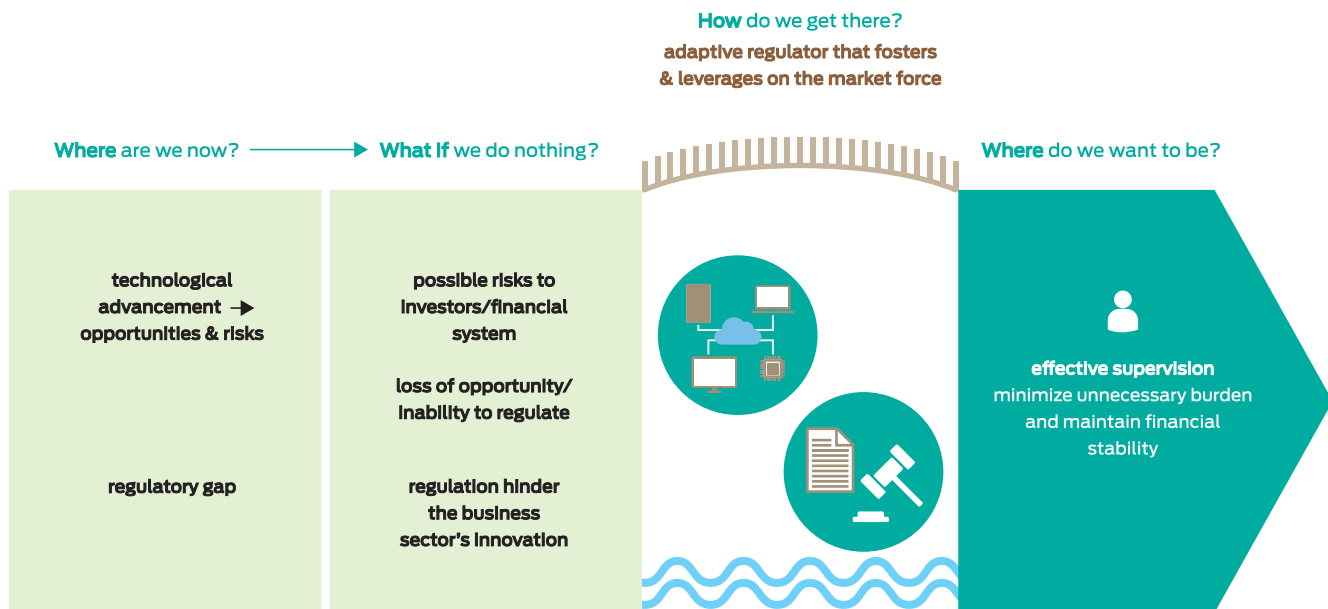 How do we get there?
adaptive regulator that fosters
& leverages on the market force
Where are we now?
What if we do nothing?
Where do we want to be?
technological
advancement →
opportunities & risks
regulatory gap
possible risks to
investors/financial
system
loss of opportunity/
inability to regulate
regulation hinder
the business
sector's innovation
effective supervision
minimize unnecessary burden
and maintain financial
stability